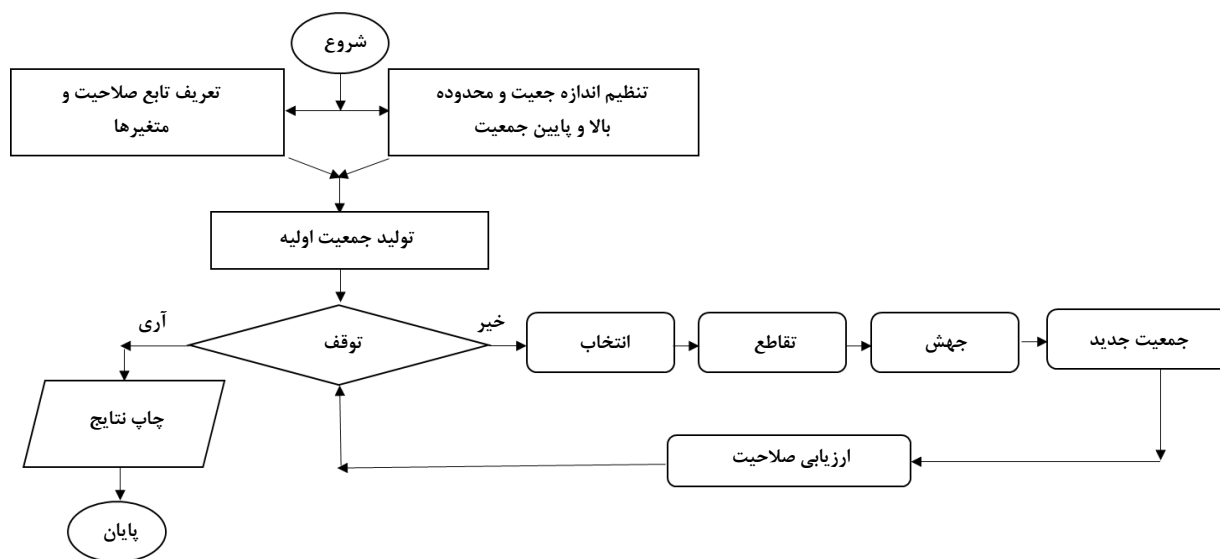 شروع
تنظیم اندازه جعیت و محدوده
بالا و پایین جمعیت
تعریف تابع صلاحیت و
متغیرها
تولید جمعیت اولیه
توقف
آری
خیر
انتخاب
تقاطع
جهش
جمعیت جدید
ارزیابی صلاحیت
چاپ نتایج
پایان